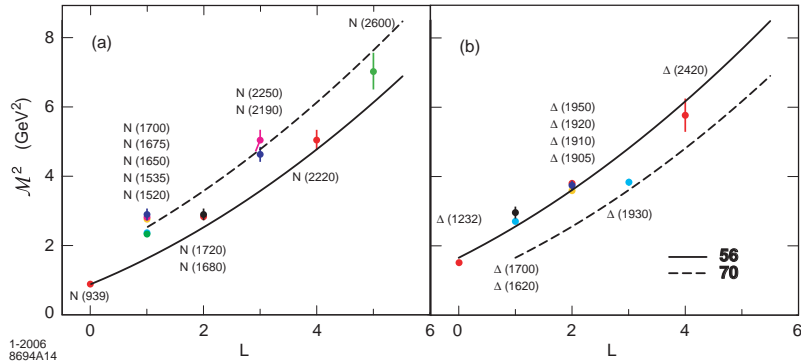 8
6
4
2
0
M² (GeV²)
(a)
N (1700)
N (1675)
N (1650)
N (1535)
N (1520)
N (2250)
N (2190)
N (2600)
N (2220)
N (1720)
N (1680)
N (939)
0 2 4 6
L
(b)
Δ (2420)
Δ (1950)
Δ (1920)
Δ (1910)
Δ (1905)
Δ (1232)
Δ (1930)
Δ (1700)
Δ (1620)
56
70
0 2 4 6
L
1-2006
8694A14